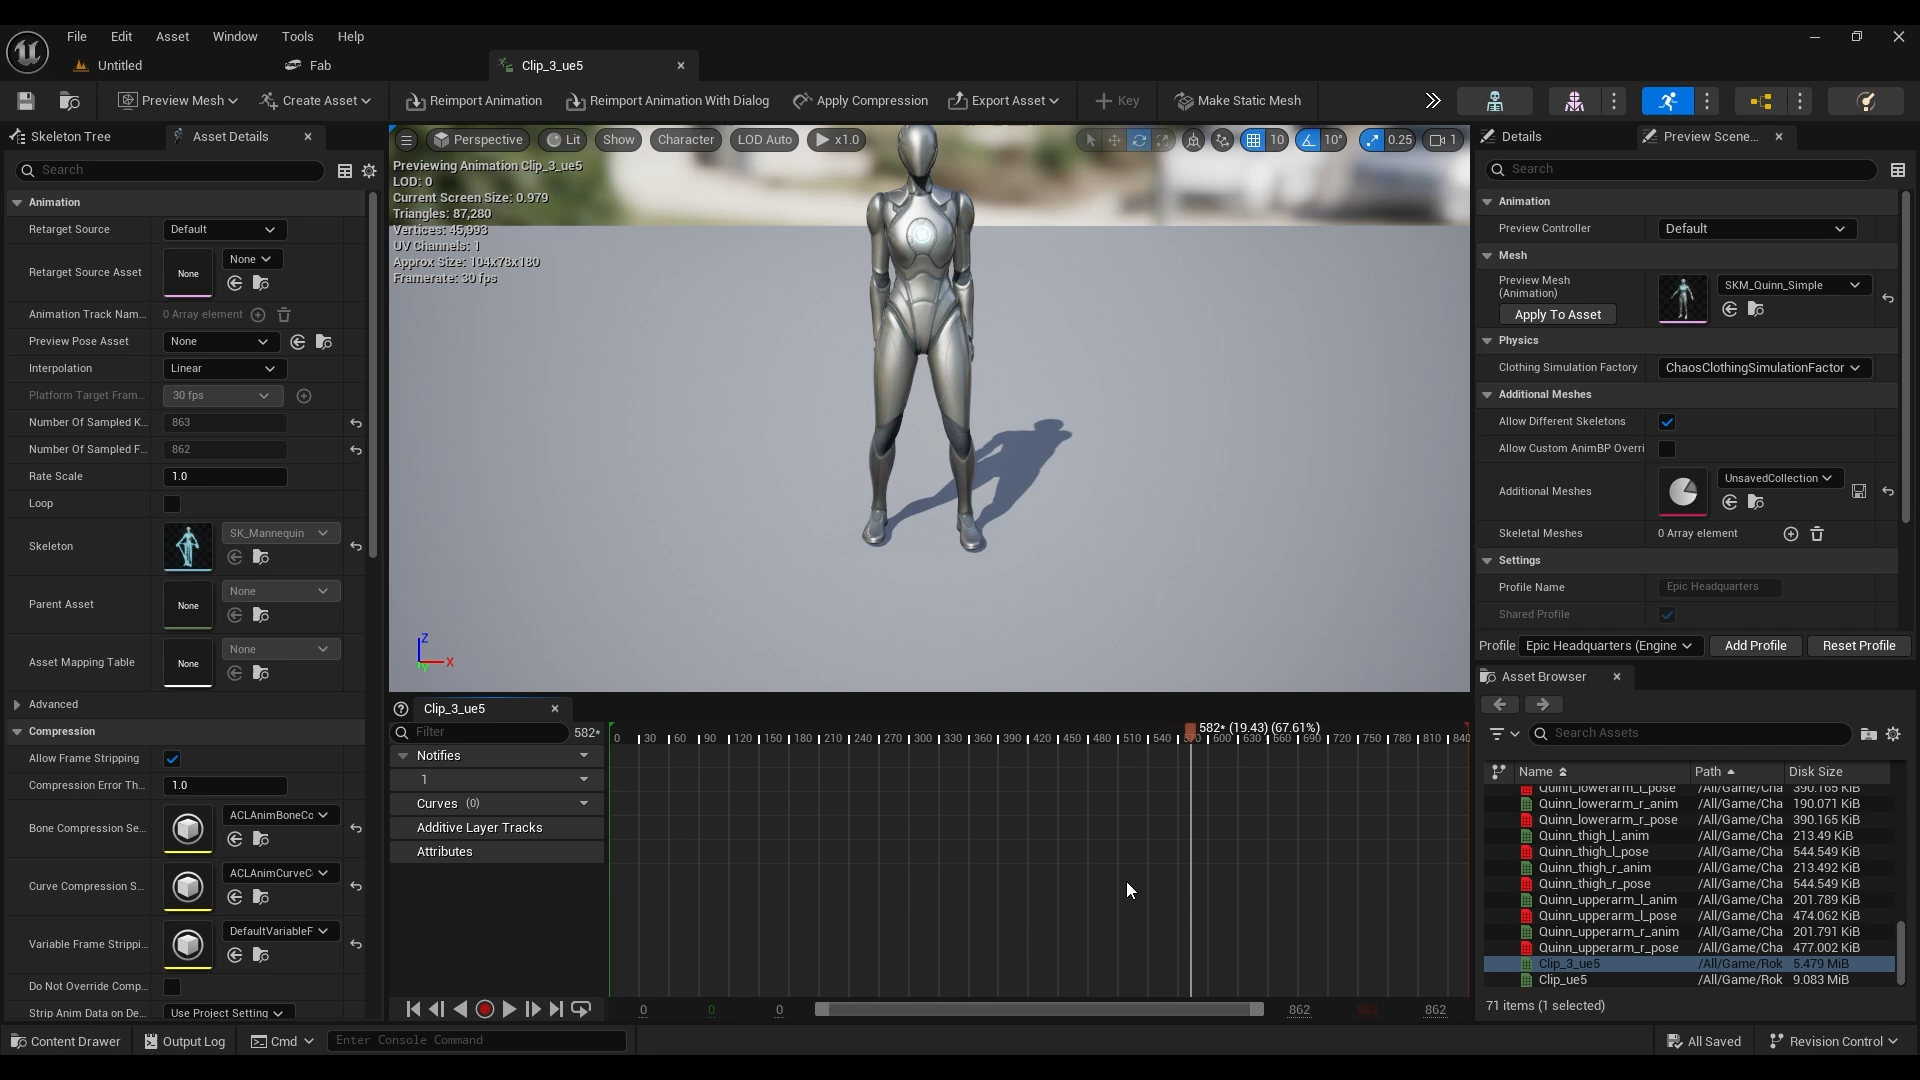 File
Edit
Asset
Window
Tools
Help
Untitled
Fab
Clip_3_ue5
Preview Mesh
Create Asset
Reimport Animation
Reimport Animation With Dialog
Apply Compression
Export Asset
Key
Make Static Mesh
Skeleton Tree
Asset Details
Search
Animation
Retarget Source
Default
Retarget Source Asset
None
None
Animation Track Nam...
0 Array element
Preview Pose Asset
None
Interpolation
Linear
Platform Target Fram...
30 fps
Number Of Sampled K...
863
Number Of Sampled F...
862
Rate Scale
1.0
Loop
Skeleton
SK_Mannequin
Parent Asset
None
None
Asset Mapping Table
None
None
Advanced
Compression
Allow Frame Stripping
Compression Error Th...
1.0
Bone Compression Se...
ACLAnimBoneCo
Curve Compression S...
ACLAnimCurveC
Variable Frame Strippi...
DefaultVariableF
Do Not Override Comp...
Strip Anim Data on De...
Use Project Setting
Perspective
Lit
Show
Character
LOD Auto
x1.0
10
10°
0.25
1
Previewing Animation Clip_3_ue5
LOD: 0
Current Screen Size: 0.979
Triangles: 87,280
Vertices: 45,993
UV Channels: 1
Approx Size: 104x78x180
Framerate: 30 fps
Z
X
Y
Clip_3_ue5
Filter
582*
582* (19.43) (67.61%)
0 30 60 90 120 150 180 210 240 270 300 330 360 390 420 450 480 510 540 600 630 660 690 720 750 780 810 840
Notifies
1
Curves (0)
Additive Layer Tracks
Attributes
0
0
0
862
862
862
Details
Preview Scene...
Search
Animation
Preview Controller
Default
Mesh
Preview Mesh
(Animation)
Apply To Asset
SKM_Quinn_Simple
Physics
Clothing Simulation Factory
ChaosClothingSimulationFactor
Additional Meshes
Allow Different Skeletons
Allow Custom AnimBP Overri
Additional Meshes
UnsavedCollection
Skeletal Meshes
0 Array element
Settings
Profile Name
Epic Headquarters
Shared Profile
Profile
Epic Headquarters (Engine
Add Profile
Reset Profile
Asset Browser
Search Assets
Name
Path
Disk Size
Quinn_lowerarm_l_pose /All/Game/Cha 390.165 KiB
Quinn_lowerarm_r_anim /All/Game/Cha 190.071 KiB
Quinn_lowerarm_r_pose /All/Game/Cha 390.165 KiB
Quinn_thigh_l_anim /All/Game/Cha 213.49 KiB
Quinn_thigh_l_pose /All/Game/Cha 544.549 KiB
Quinn_thigh_r_anim /All/Game/Cha 213.492 KiB
Quinn_thigh_r_pose /All/Game/Cha 544.549 KiB
Quinn_upperarm_l_anim /All/Game/Cha 201.789 KiB
Quinn_upperarm_l_pose /All/Game/Cha 474.062 KiB
Quinn_upperarm_r_anim /All/Game/Cha 201.791 KiB
Quinn_upperarm_r_pose /All/Game/Cha 477.002 KiB
Clip_3_ue5 /All/Game/Rok 5.479 MiB
Clip_ue5 /All/Game/Rok 9.083 MiB
71 items (1 selected)
Content Drawer
Output Log
Cmd
Enter Console Command
All Saved
Revision Control